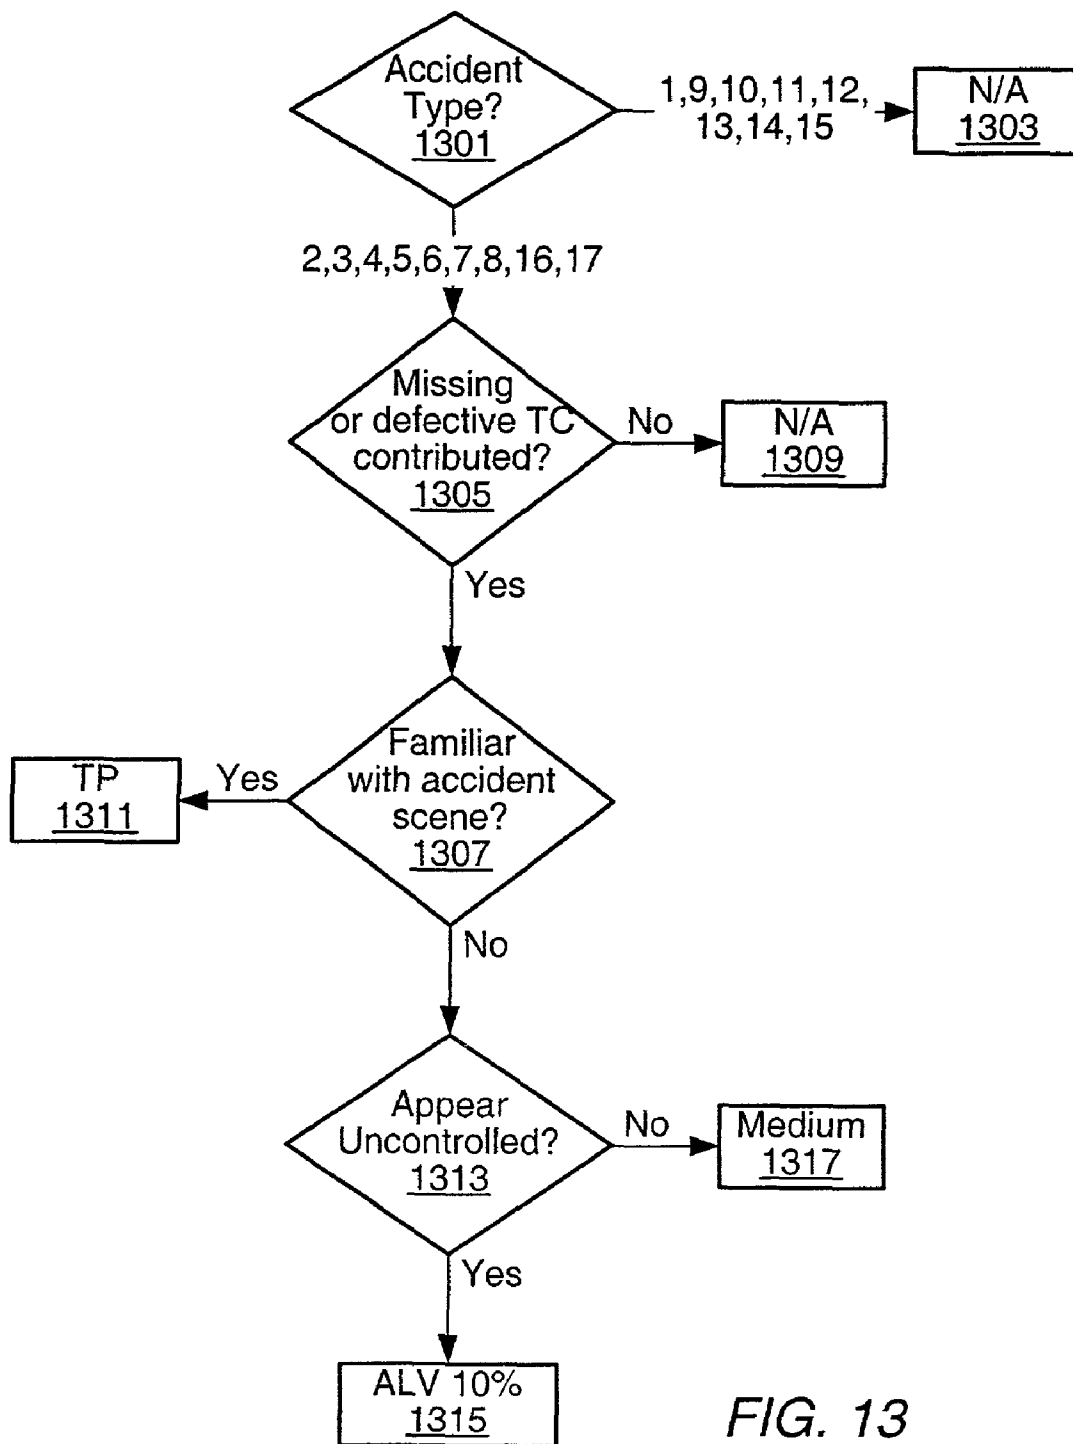 Accident
Type?
1301
1,9,10,11,12,
13,14,15
N/A
1303
2,3,4,5,6,7,8,16,17
Missing
or defective TC
contributed?
1305
No
N/A
1309
Yes
Familiar
with accident
scene?
1307
Yes
TP
1311
No
Appear
Uncontrolled?
1313
No
Medium
1317
Yes
ALV 10%
1315
FIG. 13